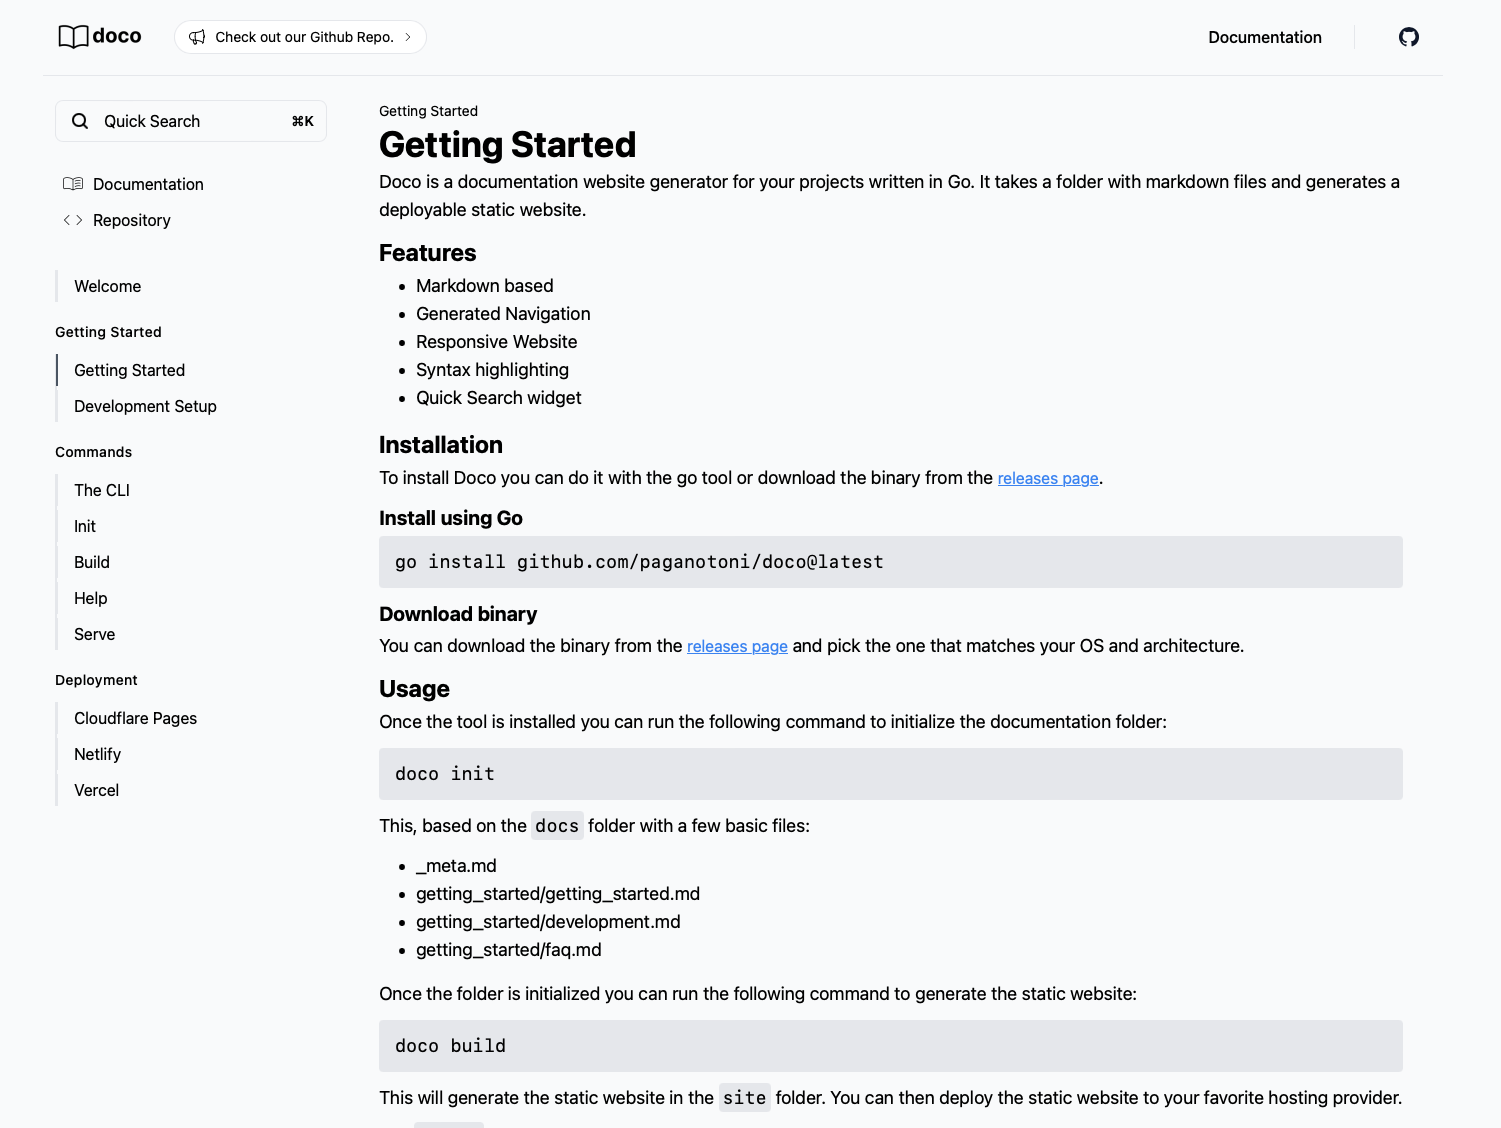 doco
Check out our Github Repo.
Documentation
Quick Search ⌘K
Documentation
Repository
Welcome
Getting Started
Getting Started
Development Setup
Commands
The CLI
Init
Build
Help
Serve
Deployment
Cloudflare Pages
Netlify
Vercel
Getting Started
Getting Started
Doco is a documentation website generator for your projects written in Go. It takes a folder with markdown files and generates a
deployable static website.
Features
Markdown based
Generated Navigation
Responsive Website
Syntax highlighting
Quick Search widget
Installation
To install Doco you can do it with the go tool or download the binary from the releases page.
Install using Go
go install github.com/paganotoni/doco@latest
Download binary
You can download the binary from the releases page and pick the one that matches your OS and architecture.
Usage
Once the tool is installed you can run the following command to initialize the documentation folder:
doco init
This, based on the docs folder with a few basic files:
_meta.md
getting_started/getting_started.md
getting_started/development.md
getting_started/faq.md
Once the folder is initialized you can run the following command to generate the static website:
doco build
This will generate the static website in the site folder. You can then deploy the static website to your favorite hosting provider.